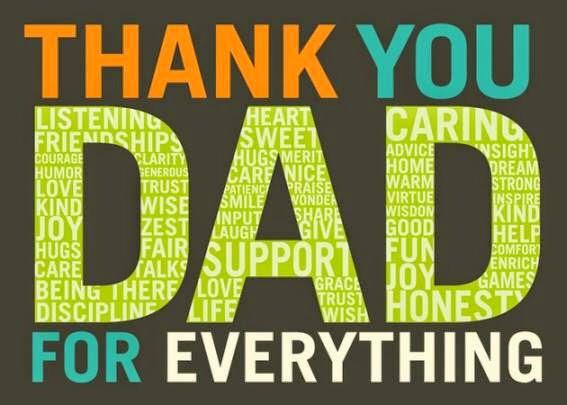 THANK YOU
DAD
LISTENING
FRIENDSHIPS
COURAGE CLARITY
HUMOR GENEROUS
LOVE TRUST
KIND WISE
JOY ZEST
HUGS FAIR
CARE TALKS
BEING THERE
DISCIPLINE
HEART
SWEET
HUGS MERIT
CARE NICE
PATIENCE PRAISE
SMILE WONDER
INPUT SHARE
LAUGH GIVE
SUPPORT
LOVE GRACE
LIFE TRUST
WISH
CARING
ADVICE INSIGHT
HOME DREAM
WARM STRONG
VIRTUE INSPIRE
WISDOM KIND
GOOD HELP
FUN COMFORT
JOY ENRICH
GAMES
HONESTY
FOR EVERYTHING